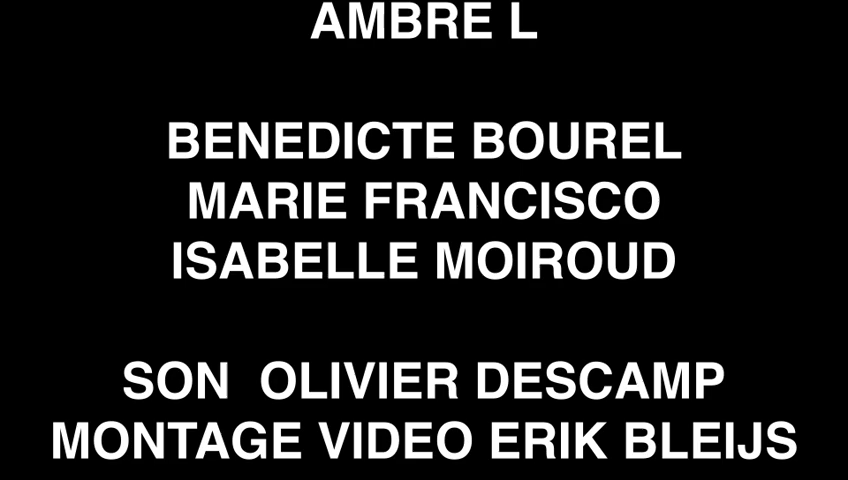 AMBRE L
BENEDICTE BOUREL
MARIE FRANCISCO
ISABELLE MOIROUD
SON  OLIVIER DESCAMP
MONTAGE VIDEO ERIK BLEIJS